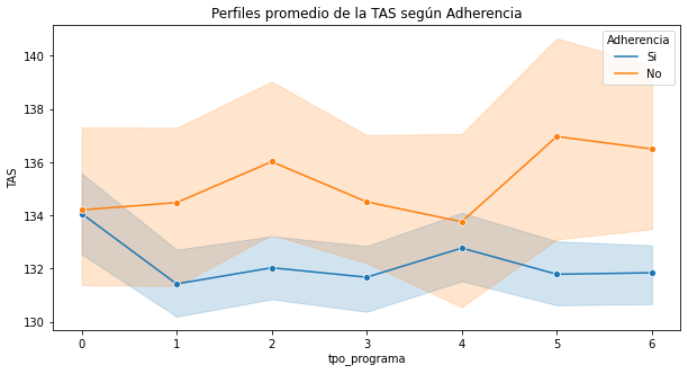 Perfiles promedio de la TAS según Adherencia
Adherencia
Si
No
140
138
136
134
132
130
TAS
0 1 2 3 4 5 6
tpo_programa